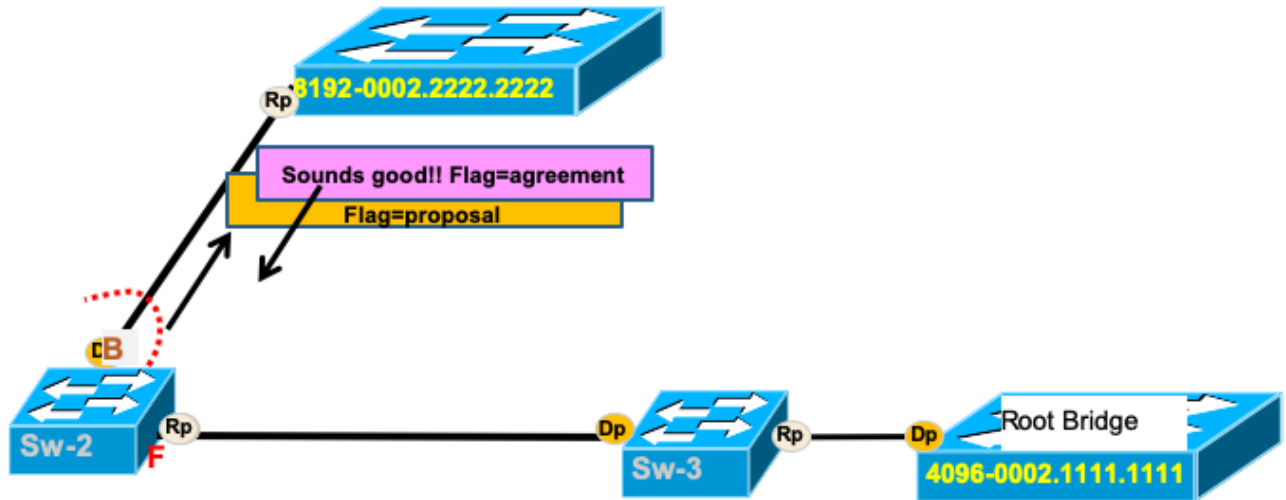 8192-0002.2222.2222
Rp
Sounds good!! Flag=agreement
Flag=proposal
B
Rp
Sw-2
F
Dp
Sw-3
Rp
Dp
Root Bridge
4096-0002.1111.1111